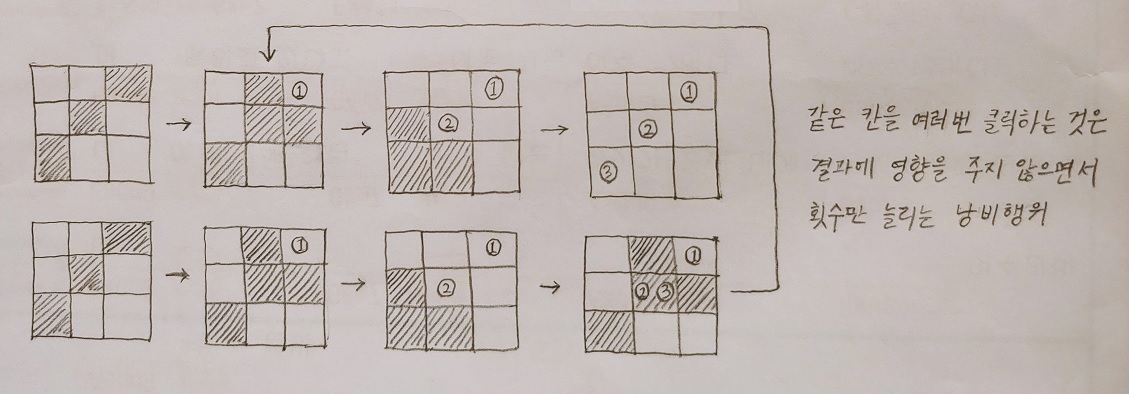 ①
① ②
① ② ③
같은 칸을 여러번 클릭하는 것은
결과에 영향을 주지 않으면서
횟수만 늘리는 낭비행위
①
① ②
① ② ③